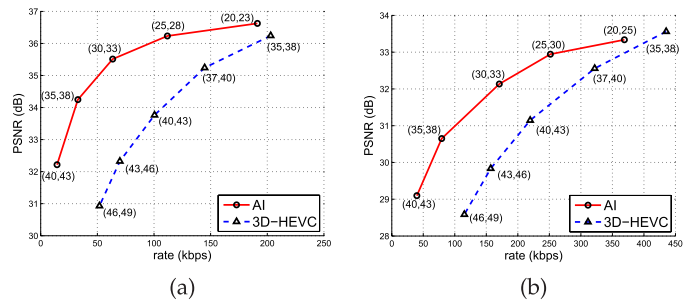 (a)
PSNR (dB)
37
36
35
34
33
32
31
30
(20,23)
(25,28)
(30,33)
(35,38)
(35,38)
(37,40)
(40,43)
(43,46)
(40,43)
(46,49)
AI
3D-HEVC
0 50 100 150 200 250
rate (kbps)
PSNR (dB)
34
33
32
31
30
29
28
(20,25)
(25,30)
(35,38)
(30,33)
(37,40)
(35,38)
(40,43)
(43,46)
(40,43)
(46,49)
AI
3D-HEVC
0 50 100 150 200 250 300 350 400 450
rate (kbps)
(b)